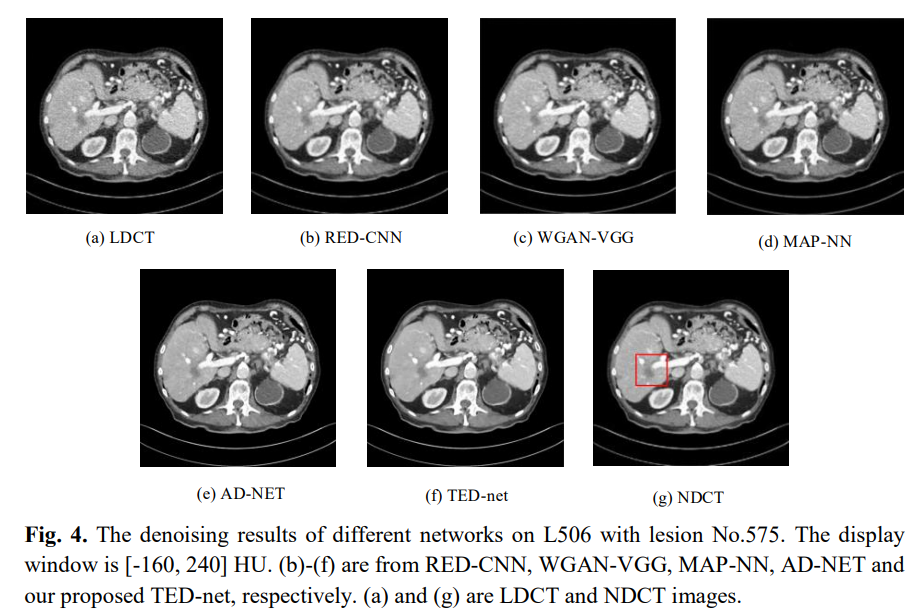 (a) LDCT
(b) RED-CNN
(c) WGAN-VGG
(d) MAP-NN
(e) AD-NET
(f) TED-net
(g) NDCT
Fig. 4. The denoising results of different networks on L506 with lesion No.575. The display
window is [-160, 240] HU. (b)-(f) are from RED-CNN, WGAN-VGG, MAP-NN, AD-NET and
our proposed TED-net, respectively. (a) and (g) are LDCT and NDCT images.